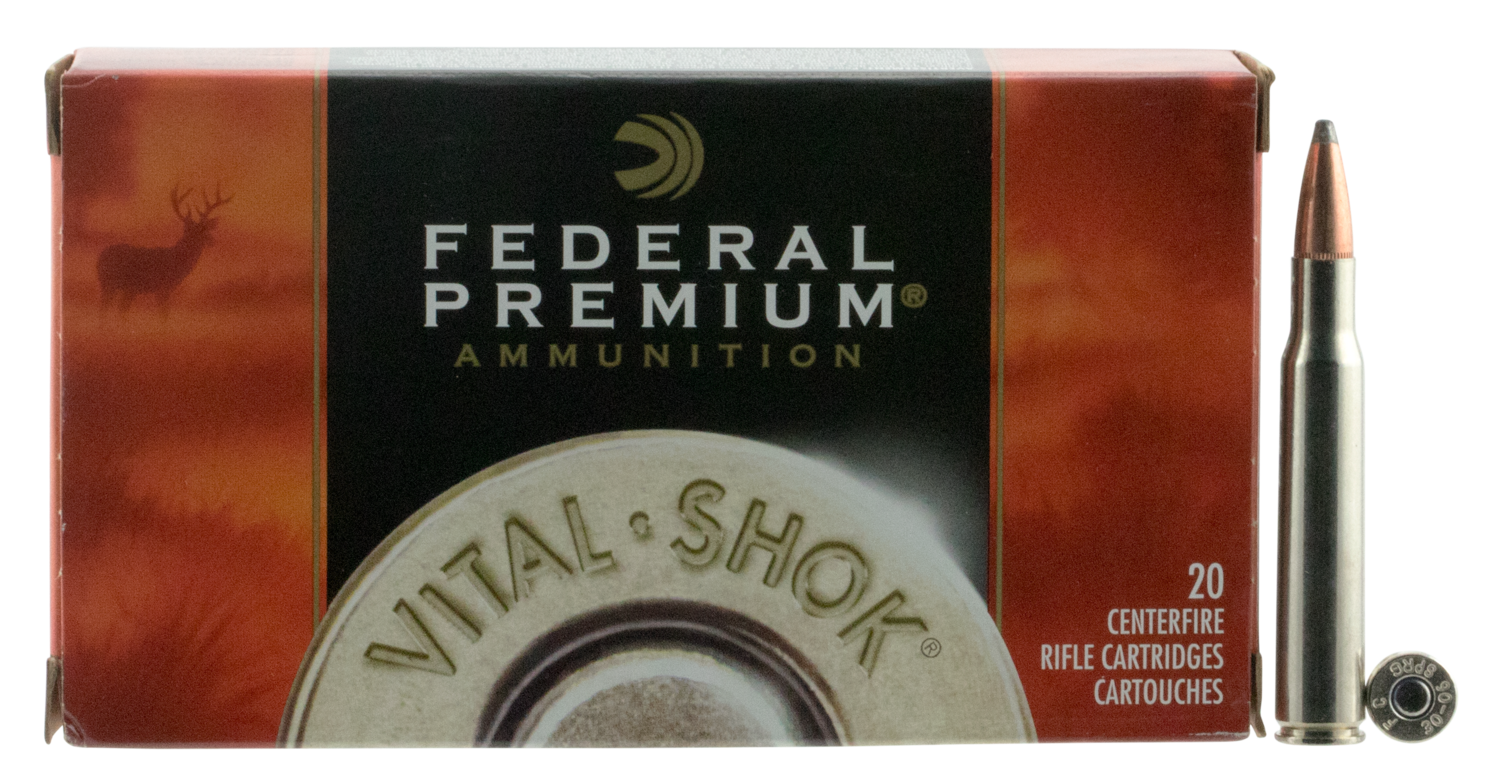 FEDERAL
PREMIUM®
AMMUNITION
VITAL·SHOK®
20
CENTERFIRE
RIFLE CARTRIDGES
CARTOUCHES
F C
30-06 SPRG